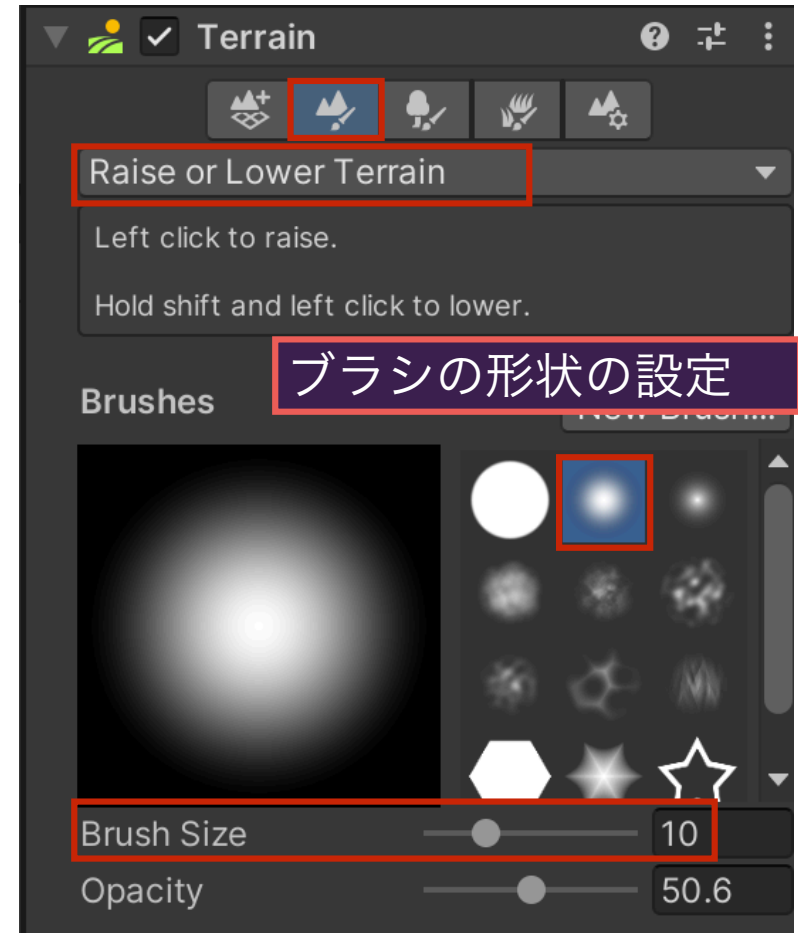 Terrain
Raise or Lower Terrain
Left click to raise.
Hold shift and left click to lower.
ブラシの形状の設定
Brushes
Brush Size
10
Opacity
50.6